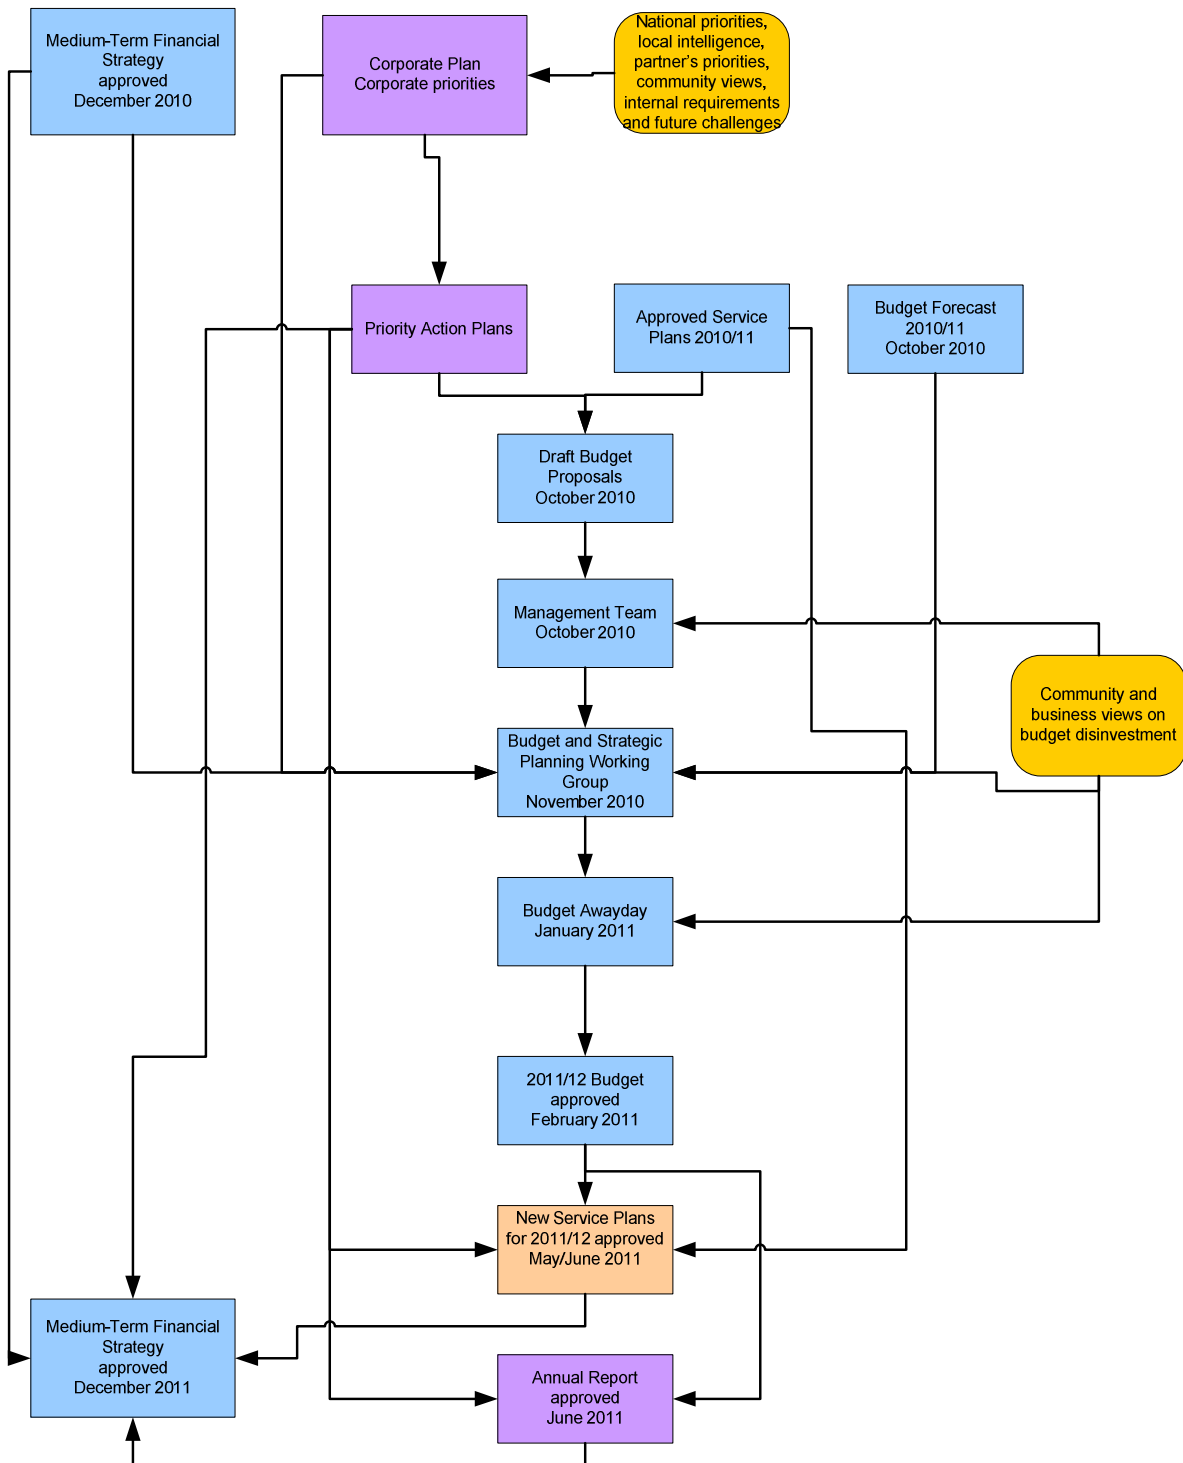 Medium-Term Financial
Strategy
approved
December 2010
Corporate Plan
Corporate priorities
National priorities,
local intelligence,
partner's priorities,
community views,
internal requirements
and future challenges
Priority Action Plans
Approved Service
Plans 2010/11
Budget Forecast
2010/11
October 2010
Draft Budget
Proposals
October 2010
Management Team
October 2010
Community and
business views on
budget disinvestment
Budget and Strategic
Planning Working
Group
November 2010
Budget Awayday
January 2011
2011/12 Budget
approved
February 2011
New Service Plans
for 2011/12 approved
May/June 2011
Medium-Term Financial
Strategy
approved
December 2011
Annual Report
approved
June 2011